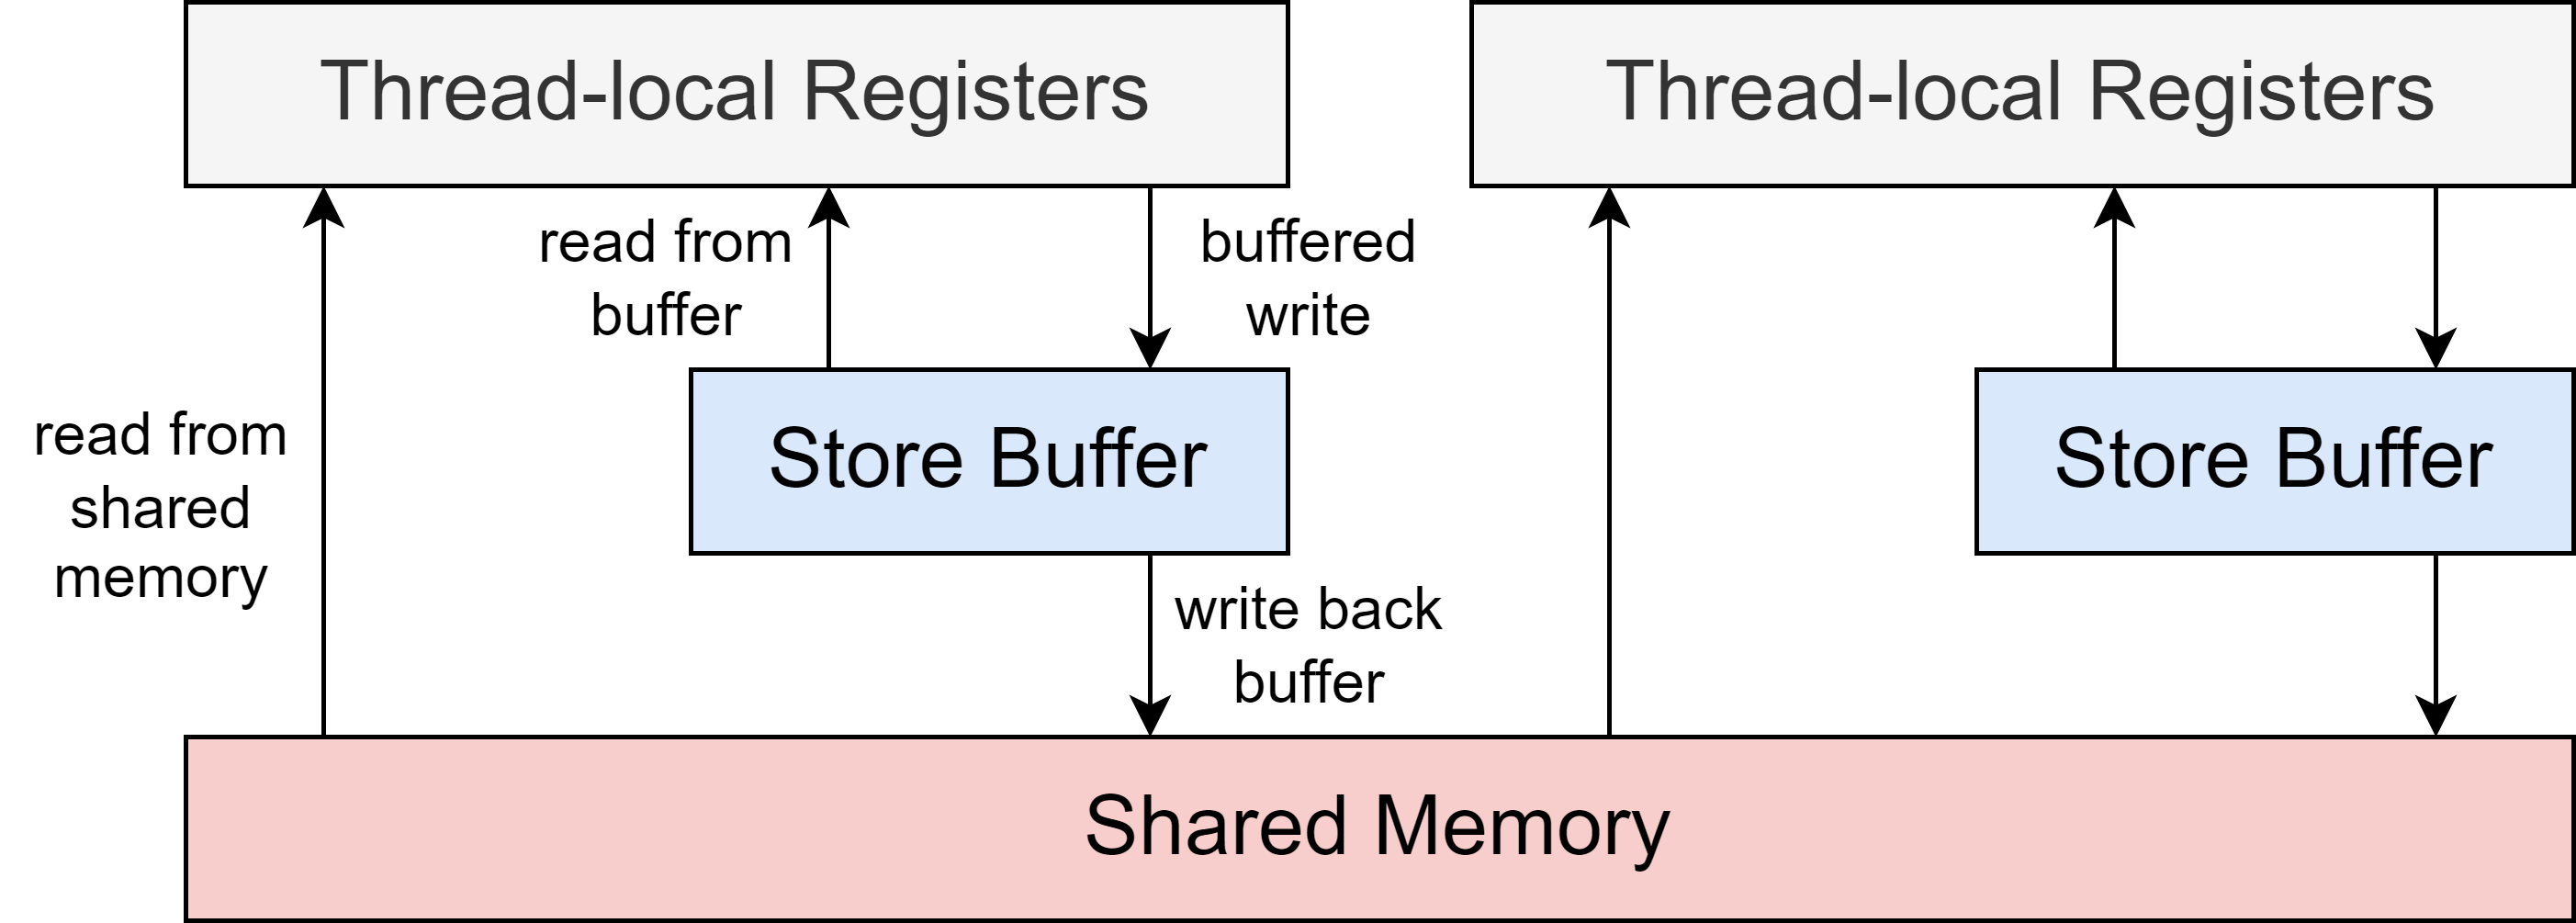 Thread-local Registers
Thread-local Registers
read from
buffer
buffered
write
read from
shared
memory
Store Buffer
Store Buffer
write back
buffer
Shared Memory